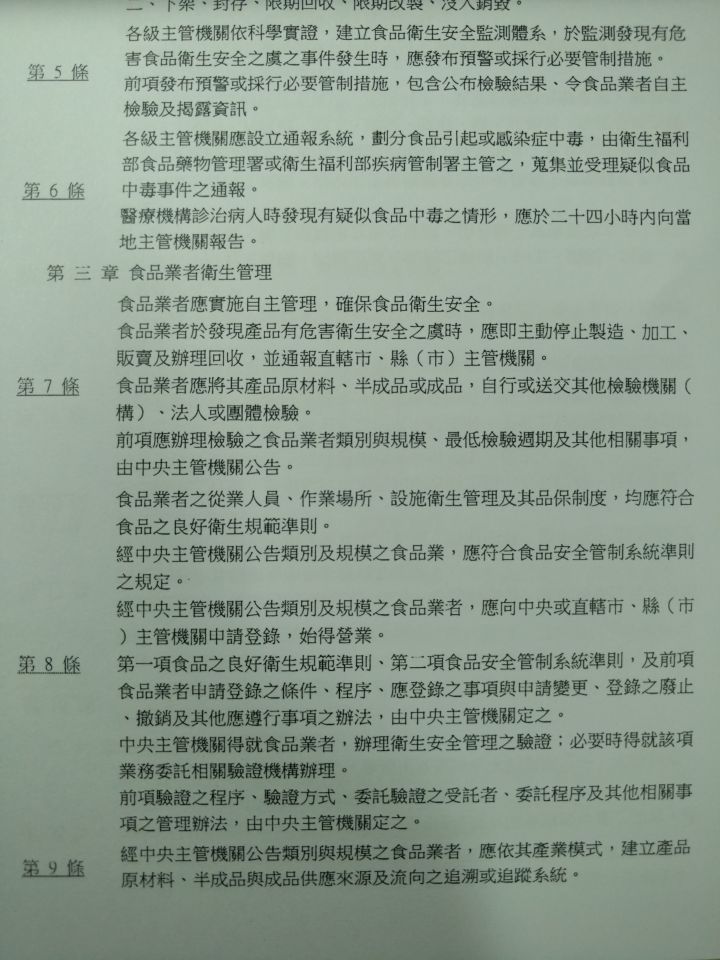 二、下架、封存、限期回收、限期改製、沒入銷毀。
各級主管機關依科學實證，建立食品衛生安全監測體系，於監測發現有危
害食品衛生安全之虞之事件發生時，應發布預警或採行必要管制措施。
第 5 條
前項發布預警或採行必要管制措施，包含公布檢驗結果、令食品業者自主
檢驗及揭露資訊。
各級主管機關應設立通報系統，劃分食品引起或感染症中毒，由衛生福利
部食品藥物管理署或衛生福利部疾病管制署主管之，蒐集並受理疑似食品
第 6 條
中毒事件之通報。
醫療機構診治病人時發現有疑似食品中毒之情形，應於二十四小時內向當
地主管機關報告。
第 三 章 食品業者衛生管理
食品業者應實施自主管理，確保食品衛生安全。
食品業者於發現產品有危害衛生安全之虞時，應即主動停止製造、加工、
販賣及辦理回收，並通報直轄市、縣（市）主管機關。
第 7 條
食品業者應將其產品原材料、半成品或成品，自行或送交其他檢驗機關（
構）、法人或團體檢驗。
前項應辦理檢驗之食品業者類別與規模、最低檢驗週期及其他相關事項，
由中央主管機關公告。
食品業者之從業人員、作業場所、設施衛生管理及其品保制度，均應符合
食品之良好衛生規範準則。
經中央主管機關公告類別及規模之食品業，應符合食品安全管制系統準則
之規定。
經中央主管機關公告類別及規模之食品業者，應向中央或直轄市、縣（市
）主管機關申請登錄，始得營業。
第 8 條
第一項食品之良好衛生規範準則、第二項食品安全管制系統準則，及前項
食品業者申請登錄之條件、程序、應登錄之事項與申請變更、登錄之廢止
、撤銷及其他應遵行事項之辦法，由中央主管機關定之。
中央主管機關得就食品業者，辦理衛生安全管理之驗證；必要時得就該項
業務委託相關驗證機構辦理。
前項驗證之程序、驗證方式、委託驗證之受託者、委託程序及其他相關事
項之管理辦法，由中央主管機關定之。
第 9 條
經中央主管機關公告類別與規模之食品業者，應依其產業模式，建立產品
原材料、半成品與成品供應來源及流向之追溯或追蹤系統。